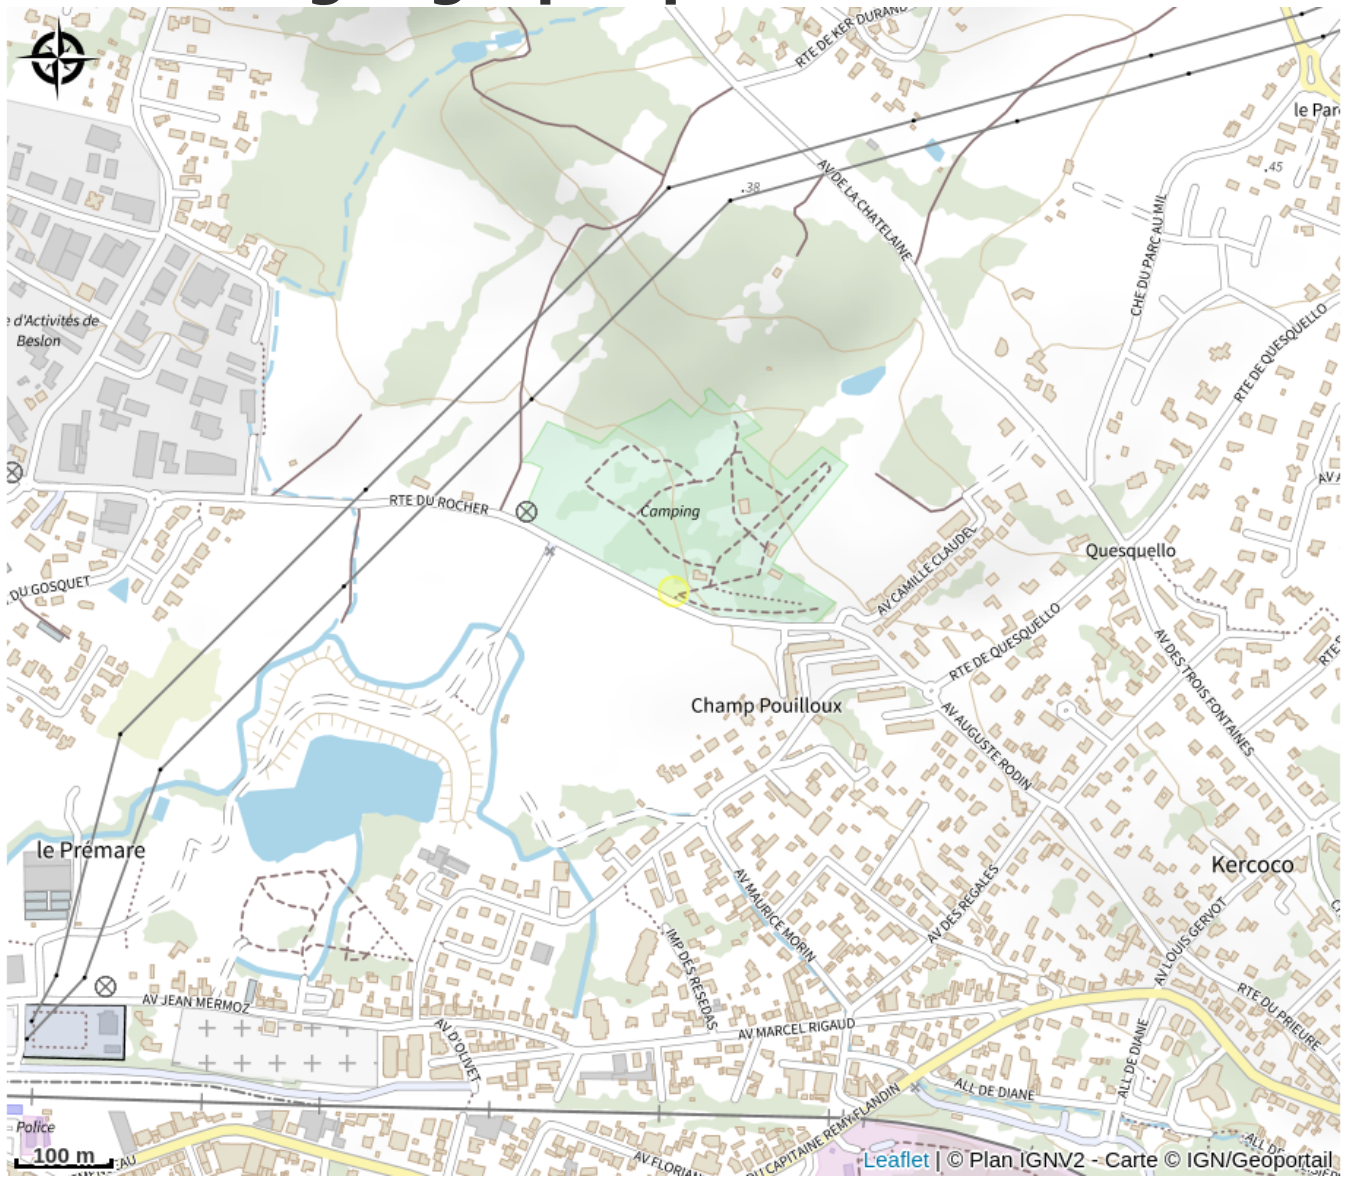 RTE DE KER DURAND
le Par
.45
.38
AV DE LA CHATELAINE
CHE DU PARC AU MIL
e d'Activités de
Beslon
RTE DE QUESQUELLO
RTE DU ROCHER
Camping
Quesquello
AV CAMILLE CLAUDEL
DU GOSQUET
RTE DE QUESQUELLO
AV DES TROIS FONTAINES
Champ Pouilloux
AV AUGUSTE RODIN
le Prémare
Kercoco
AV MAURICE MORIN
AV DES REGALES
AV LOUIS GERVOT
IMP DES RESEDAS
RTE DU PRIEURE
AV JEAN MERMOZ
AV D'OLIVET
AV MARCEL RIGAUD
ALL DE DIANE
ALL DE DIANE
Police
DU CAPITAINE REMY FLANDIN
AV FLORIAN
ALL DE
100 m
Leaflet | © Plan IGNV2 - Carte © IGN/Geoportail